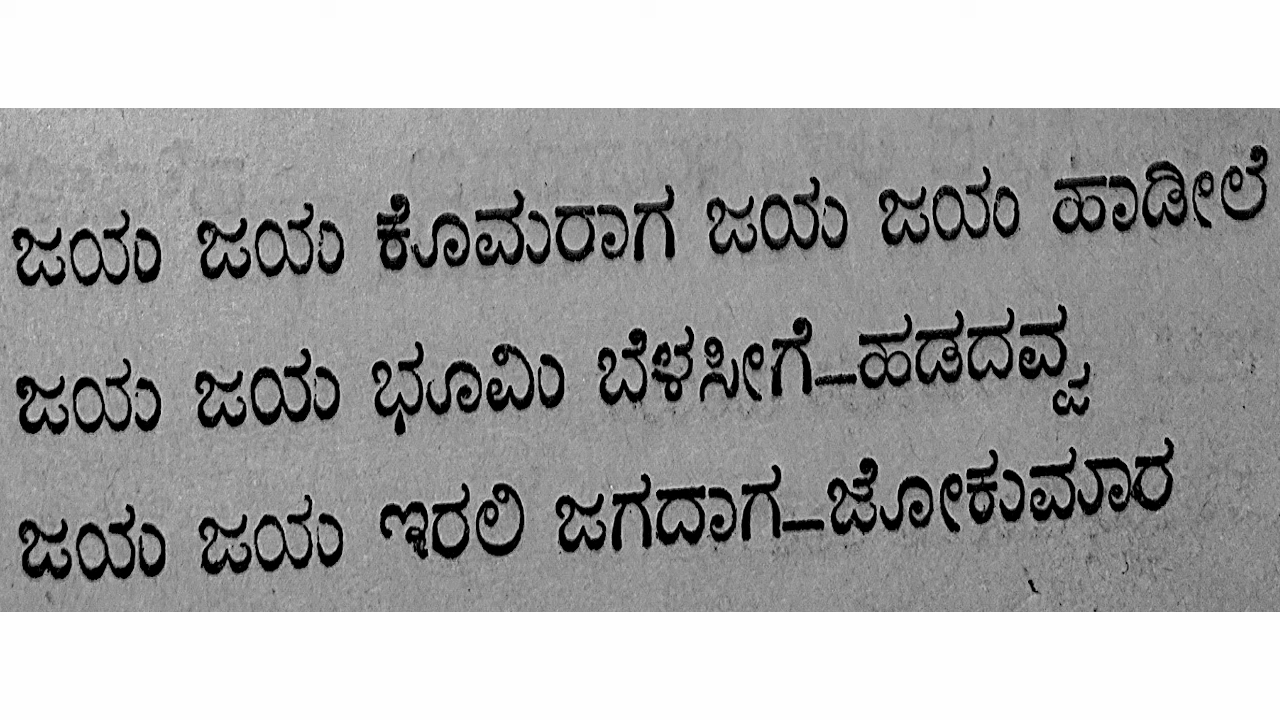 ಜಯ ಜಯ ಕೊಮರಾಗ ಜಯ ಜಯ ಹಾಡೀಲೆ
ಜಯ ಜಯ ಭೂಮಿ ಬೆಳಸೀಗೆ–ಹಡದವ್ವ
ಜಯ ಜಯ ಇರಲಿ ಜಗದಾಗ–ಜೋಕುಮಾರ